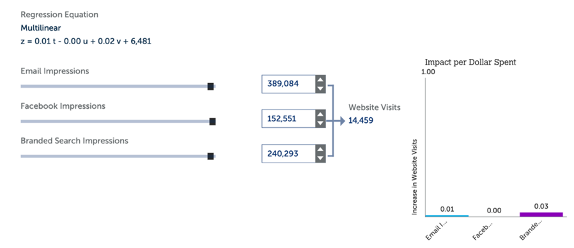 Regression Equation
Multilinear
z = 0.01 t - 0.00 u + 0.02 v + 6,481
Email Impressions
389,084
Facebook Impressions
152,551
Branded Search Impressions
240,293
Website Visits
14,459
Impact per Dollar Spent
1.00
Increase in Website Visits
0.01
0.00
0.03
Email I...
Faceb...
Brande...